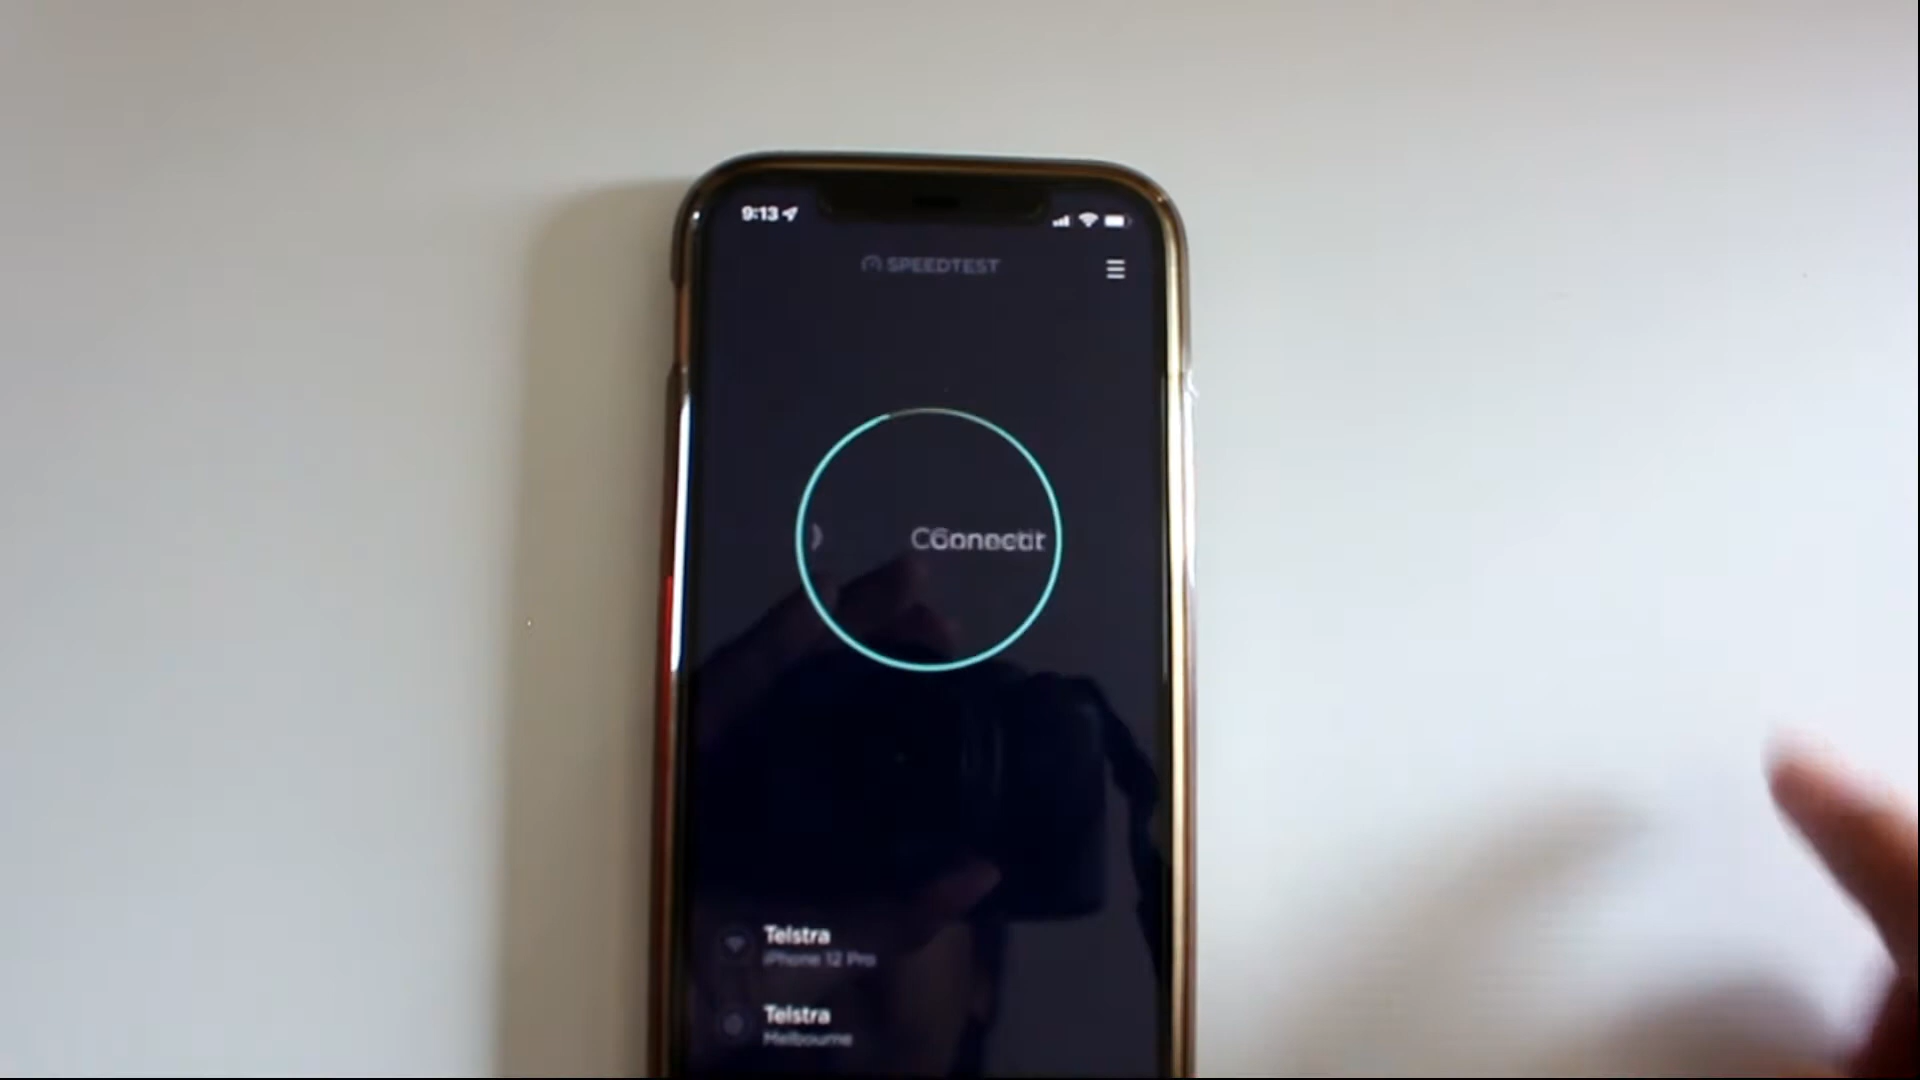 9:13
SPEEDTEST
Telstra
iPhone 12 Pro
Telstra
Melbourne